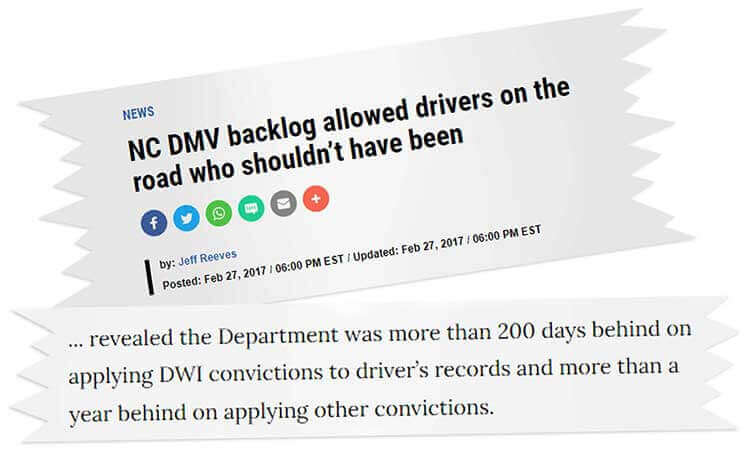 NEWS
NC DMV backlog allowed drivers on the
road who shouldn't have been
by: Jeff Reeves
Posted: Feb 27, 2017 / 06:00 PM EST / Updated: Feb 27, 2017 / 06:00 PM EST
... revealed the Department was more than 200 days behind on
applying DWI convictions to driver's records and more than a
year behind on applying other convictions.